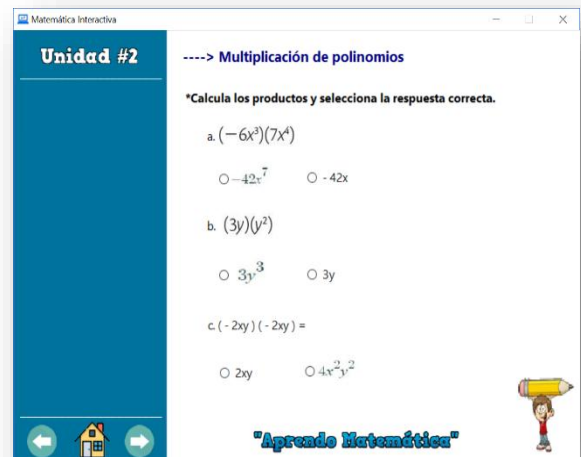 Matemática Interactiva
Unidad #2
----> Multiplicación de polinomios
*Calcula los productos y selecciona la respuesta correcta.
a. (−6x³)(7x⁴)
−42x⁷ - 42x
b. (3y)(y²)
3y³ 3y
c. ( - 2xy ) ( - 2xy ) =
2xy 4x²y²
"Aprendo Matemática"